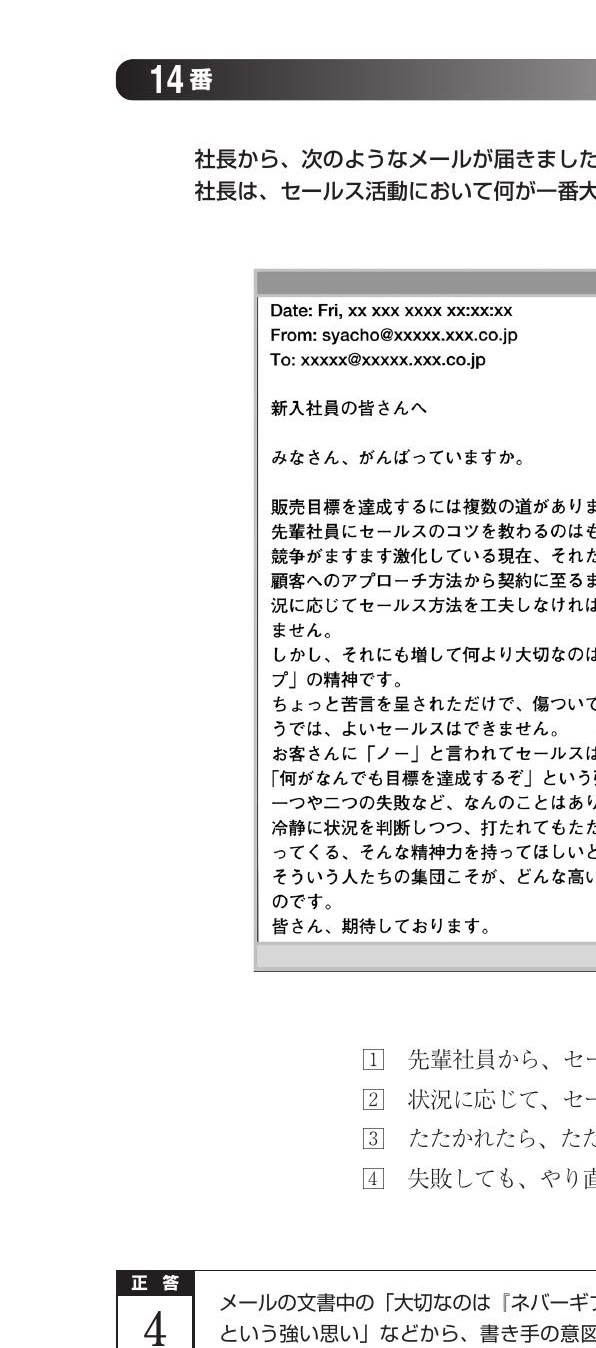 14番
社長から、次のようなメールが届きました
社長は、セールス活動において何が一番大
Date: Fri, xx xxx xxxx xx:xx:xx
From: syacho@xxxxx.xxx.co.jp
To: xxxxx@xxxxx.xxx.co.jp
新入社員の皆さんへ
みなさん、がんばっていますか。
販売目標を達成するには複数の道がありま
先輩社員にセールスのコツを教わるのはも
競争がますます激化している現在、それだ
顧客へのアプローチ方法から契約に至るま
況に応じてセールス方法を工夫しなければ
ません。
しかし、それにも増して何より大切なのは
プ」の精神です。
ちょっと苦言を呈されただけで、傷ついて
うでは、よいセールスはできません。
お客さんに「ノー」と言われてセールスは
「何がなんでも目標を達成するぞ」という強
一つや二つの失敗など、なんのことはあり
冷静に状況を判断しつつ、打たれてもたた
ってくる、そんな精神力を持ってほしいと
そういう人たちの集団こそが、どんな高い
のです。
皆さん、期待しております。
1 先輩社員から、セー
2 状況に応じて、セー
3 たたかれたら、たた
4 失敗しても、やり直
正答
4
メールの文書中の「大切なのは『ネバーギブ
という強い思い」などから、書き手の意図